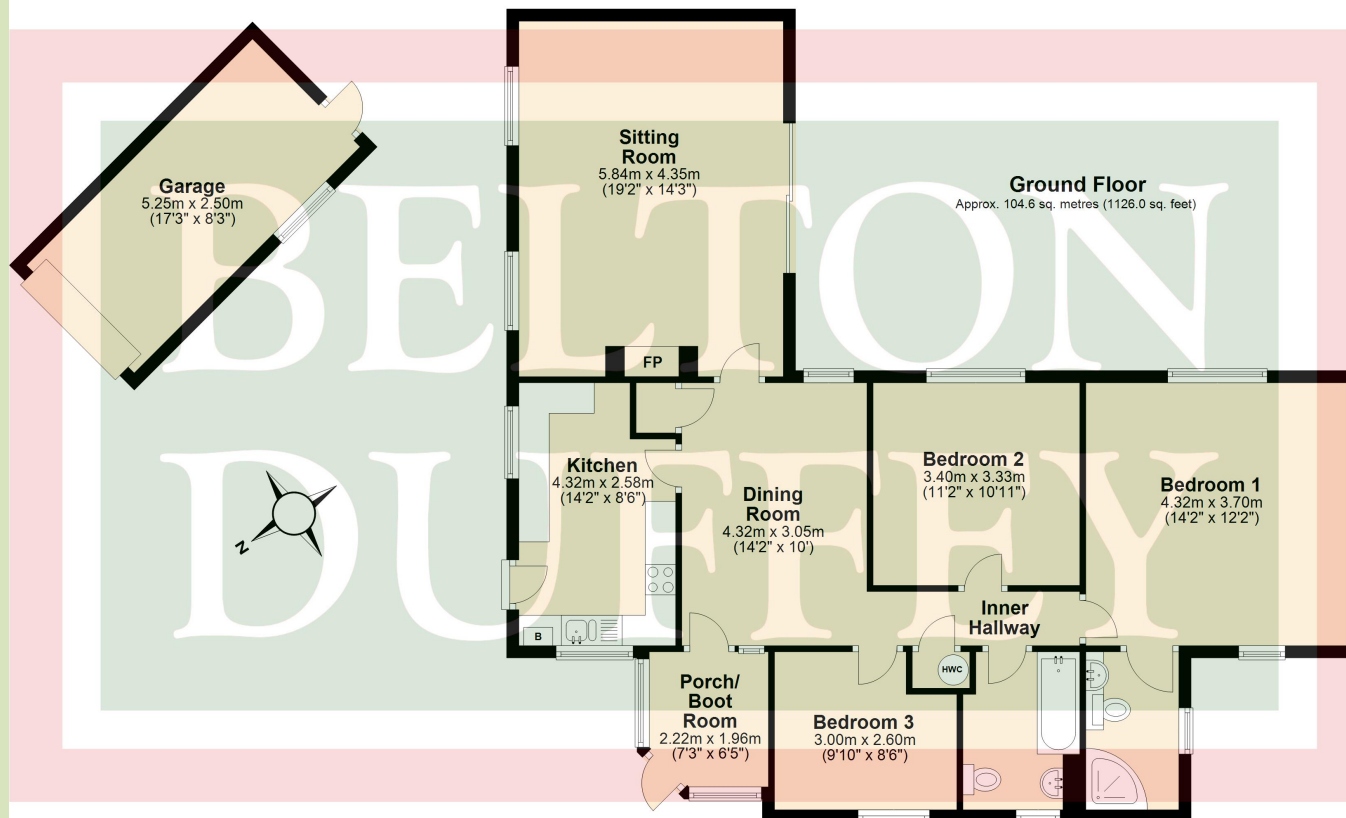 Garage
5.25m x 2.50m
(17'3" x 8'3")
Sitting
Room
5.84m x 4.35m
(19'2" x 14'3")
FP
Ground Floor
Approx. 104.6 sq. metres (1126.0 sq. feet)
BELTON
DUFFEY
Kitchen
4.32m x 2.58m
(14'2" x 8'6")
B
Dining
Room
4.32m x 3.05m
(14'2" x 10')
Bedroom 2
3.40m x 3.33m
(11'2" x 10'11")
Bedroom 1
4.32m x 3.70m
(14'2" x 12'2")
N
Inner
Hallway
HWC
Porch/
Boot
Room
2.22m x 1.96m
(7'3" x 6'5")
Bedroom 3
3.00m x 2.60m
(9'10" x 8'6")